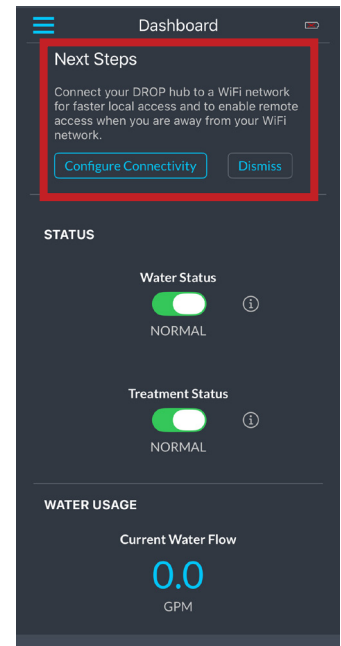 Dashboard
Next Steps
Connect your DROP hub to a WiFi network
for faster local access and to enable remote
access when you are away from your WiFi
network.
Configure Connectivity
Dismiss
STATUS
Water Status
NORMAL
Treatment Status
NORMAL
WATER USAGE
Current Water Flow
0.0
GPM